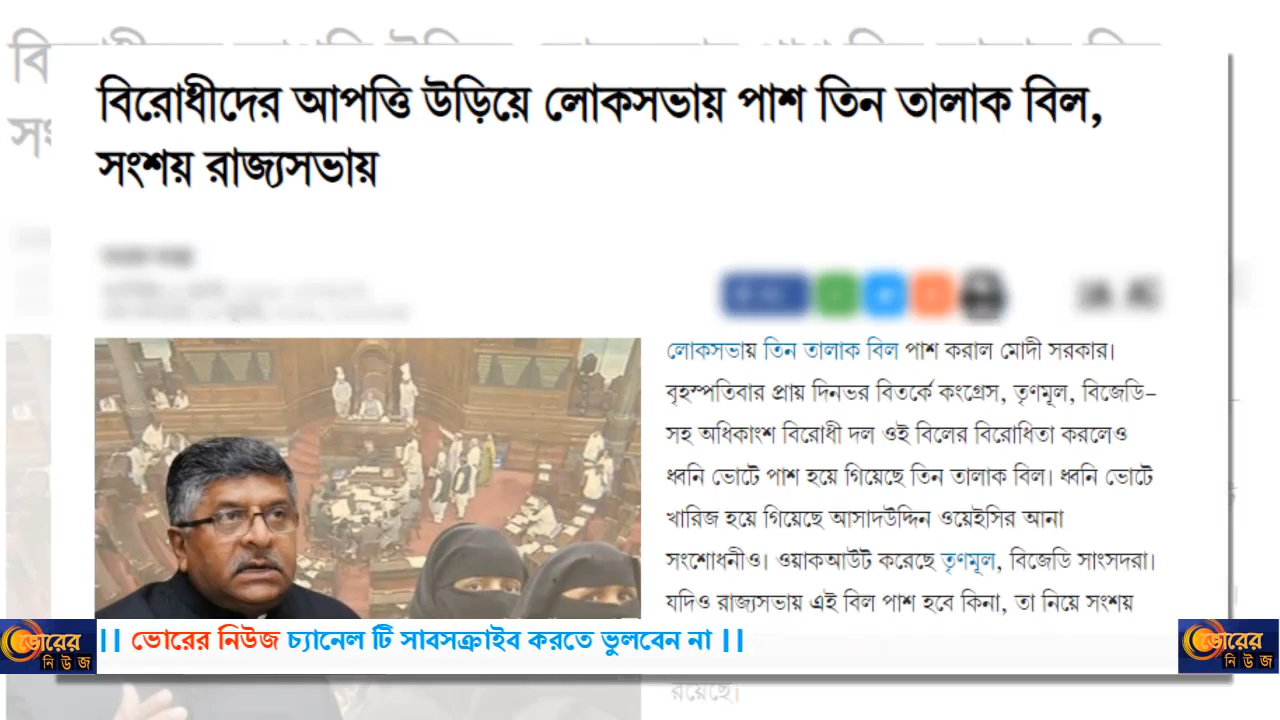 বিরোধীদের আপত্তি উড়িয়ে লোকসভায় পাশ তিন তালাক বিল,
সংশয় রাজ্যসভায়
লোকসভায় তিন তালাক বিল পাশ করাল মোদী সরকার।
বৃহস্পতিবার প্রায় দিনভর বিতর্কে কংগ্রেস, তৃণমূল, বিজেডি-
সহ অধিকাংশ বিরোধী দল ওই বিলের বিরোধিতা করলেও
ধ্বনি ভোটে পাশ হয়ে গিয়েছে তিন তালাক বিল। ধ্বনি ভোটে
খারিজ হয়ে গিয়েছে আসাদউদ্দিন ওয়েইসির আনা
সংশোধনীও। ওয়াকআউট করেছে তৃণমূল, বিজেডি সাংসদরা।
যদিও রাজ্যসভায় এই বিল পাশ হবে কিনা, তা নিয়ে সংশয়
ভোরের নিউজ
|| ভোরের নিউজ চ্যানেল টি সাবসক্রাইব করতে ভুলবেন না ||
ভোরের নিউজ
রয়েছে।